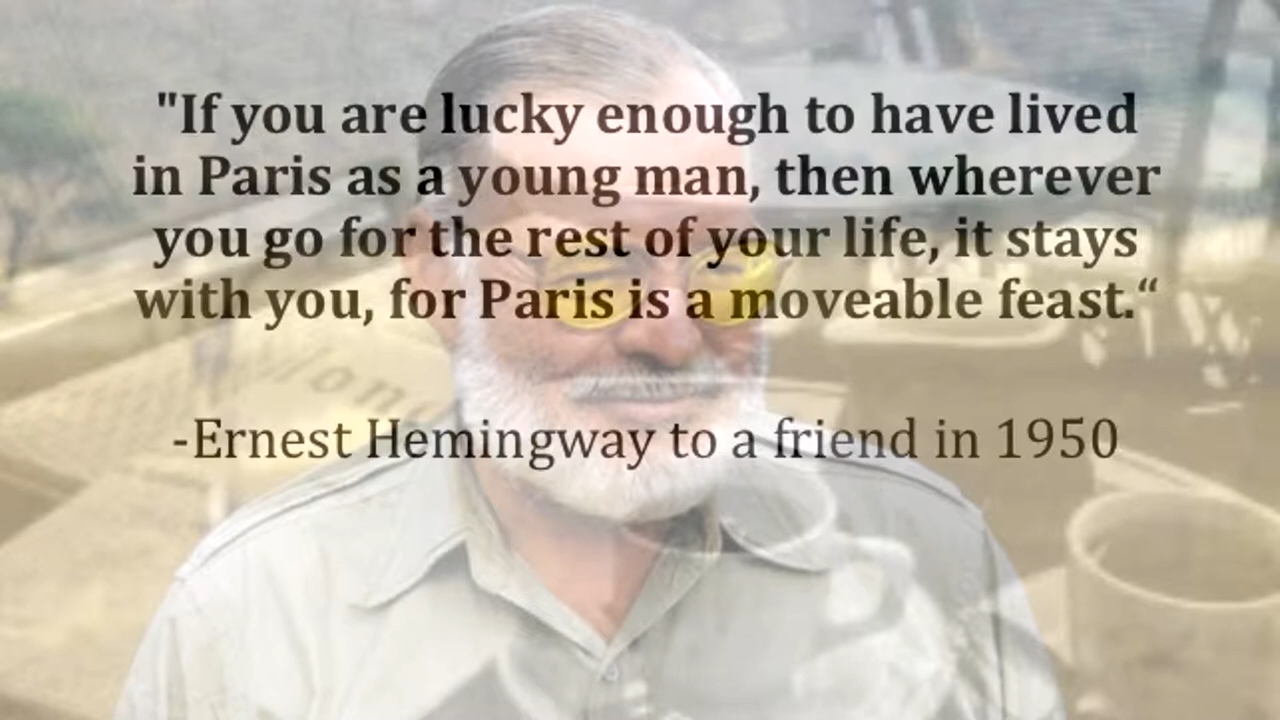 "If you are lucky enough to have lived
in Paris as a young man, then wherever
you go for the rest of your life, it stays
with you, for Paris is a moveable feast.“
-Ernest Hemingway to a friend in 1950